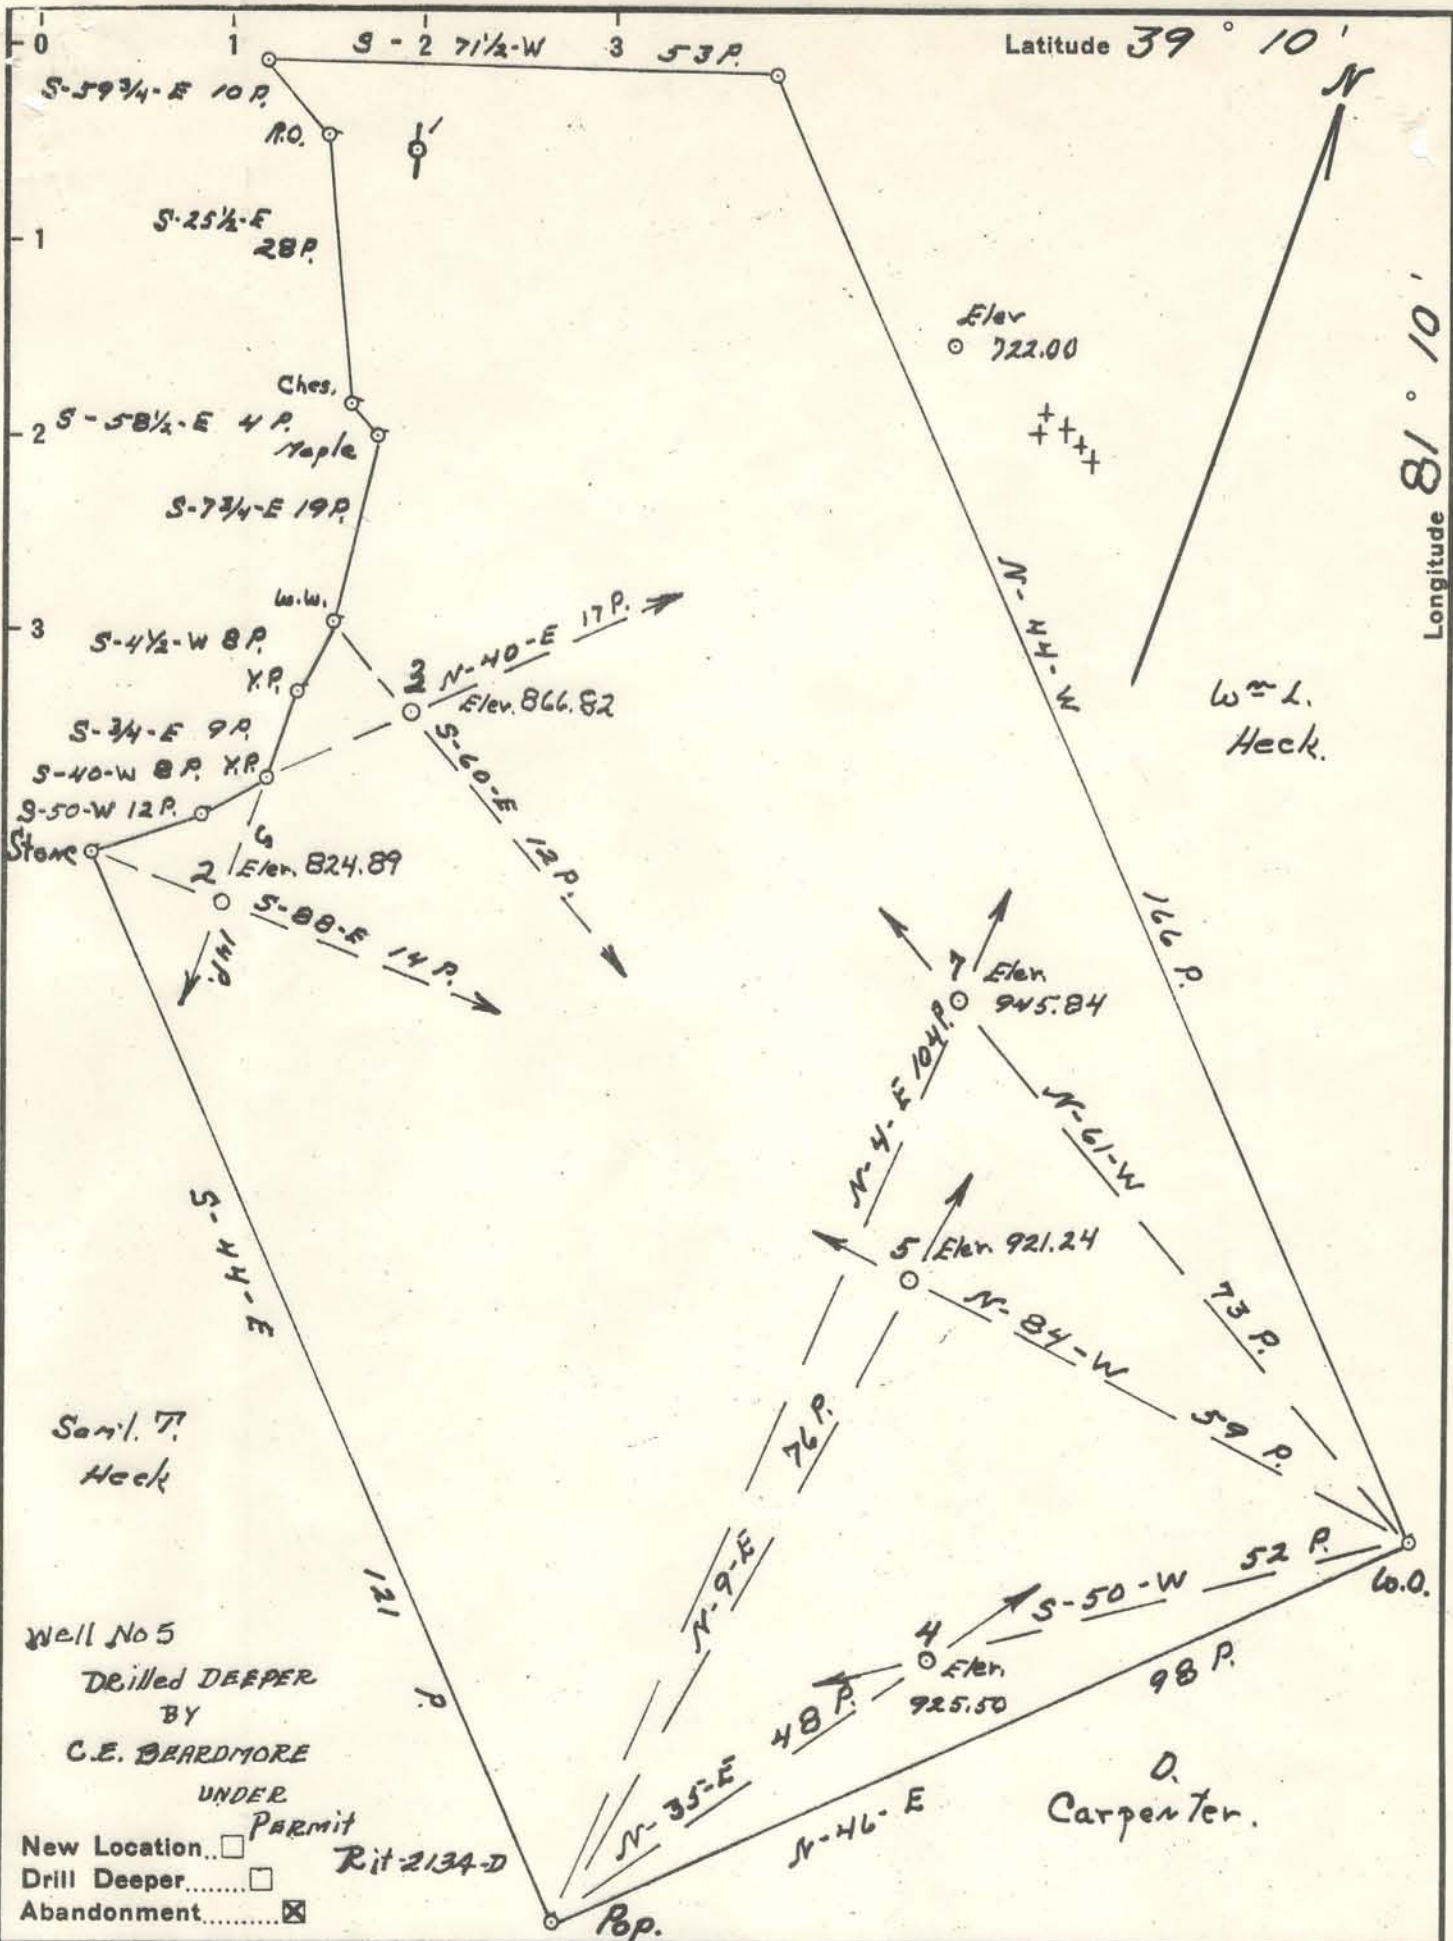 0 1 2 3
S - 71½-W 53 P.
Latitude 39 ° 10'
N
S-59¾-E 10 P.
R.O.
1
S-25½-E
28 P.
1
Elev
722.00
Longitude 81 ° 10'
Ches.
2
S-58½-E 4 P.
Maple
S-7¾-E 19 P.
N-44-W
166 P.
W.W.
3
S-4½-W 8 P.
N-40-E 17 P.
Y.P.
3
Elev. 866.82
Wm L.
Heck.
S-¾-E 9 P.
S-40-W 8 P. Y.P.
S-60-E 12 P.
S-50-W 12 P.
Stone
S
14 P.
2
Elev. 824.89
S-88-E 14 P.
7
Elev.
945.84
N-4-E 104 P.
N-61-W
73 P.
S-44-E
121 P.
5
Elev. 921.24
N-84-W
59 P.
76 P.
N-9-E
Saml. T.
Heck
52 P.
S-50-W
W.O.
4
Elev.
925.50
98 P.
Well No 5
DRilled DEEPER
BY
C.E. BEARDMORE
UNDER
PERmit
Rit-2134-D
48 P.
N-35-E
N-46-E
D.
Carpenter.
New Location.. ☐
Drill Deeper........ ☐
Abandonment.......... ☒
Pop.